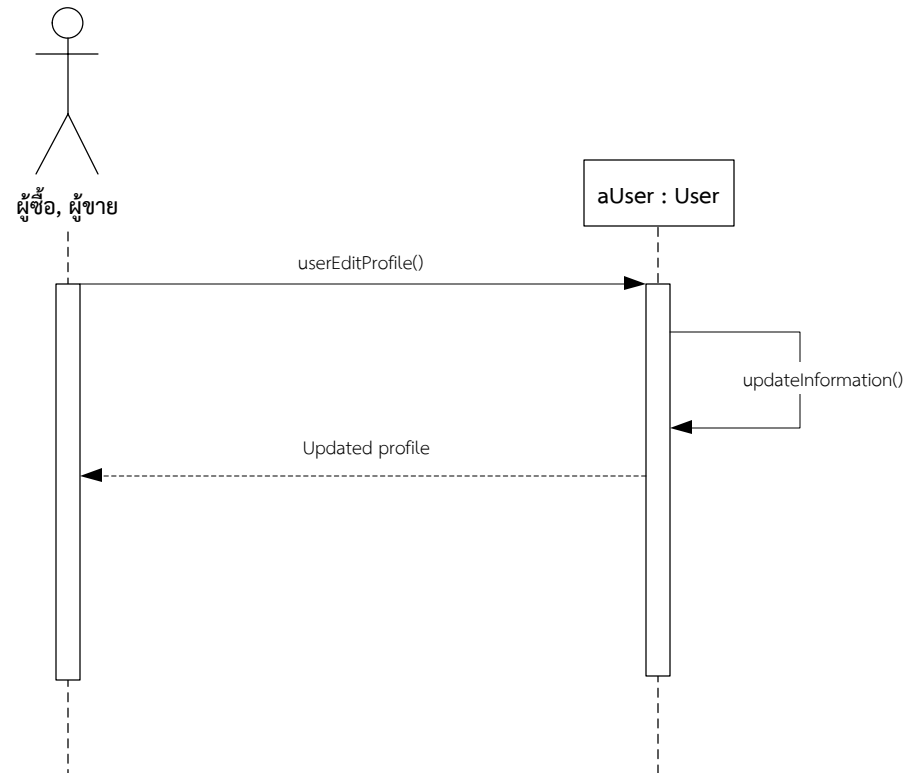 ผู้ซื้อ, ผู้ขาย
aUser : User
userEditProfile()
updateInformation()
Updated profile